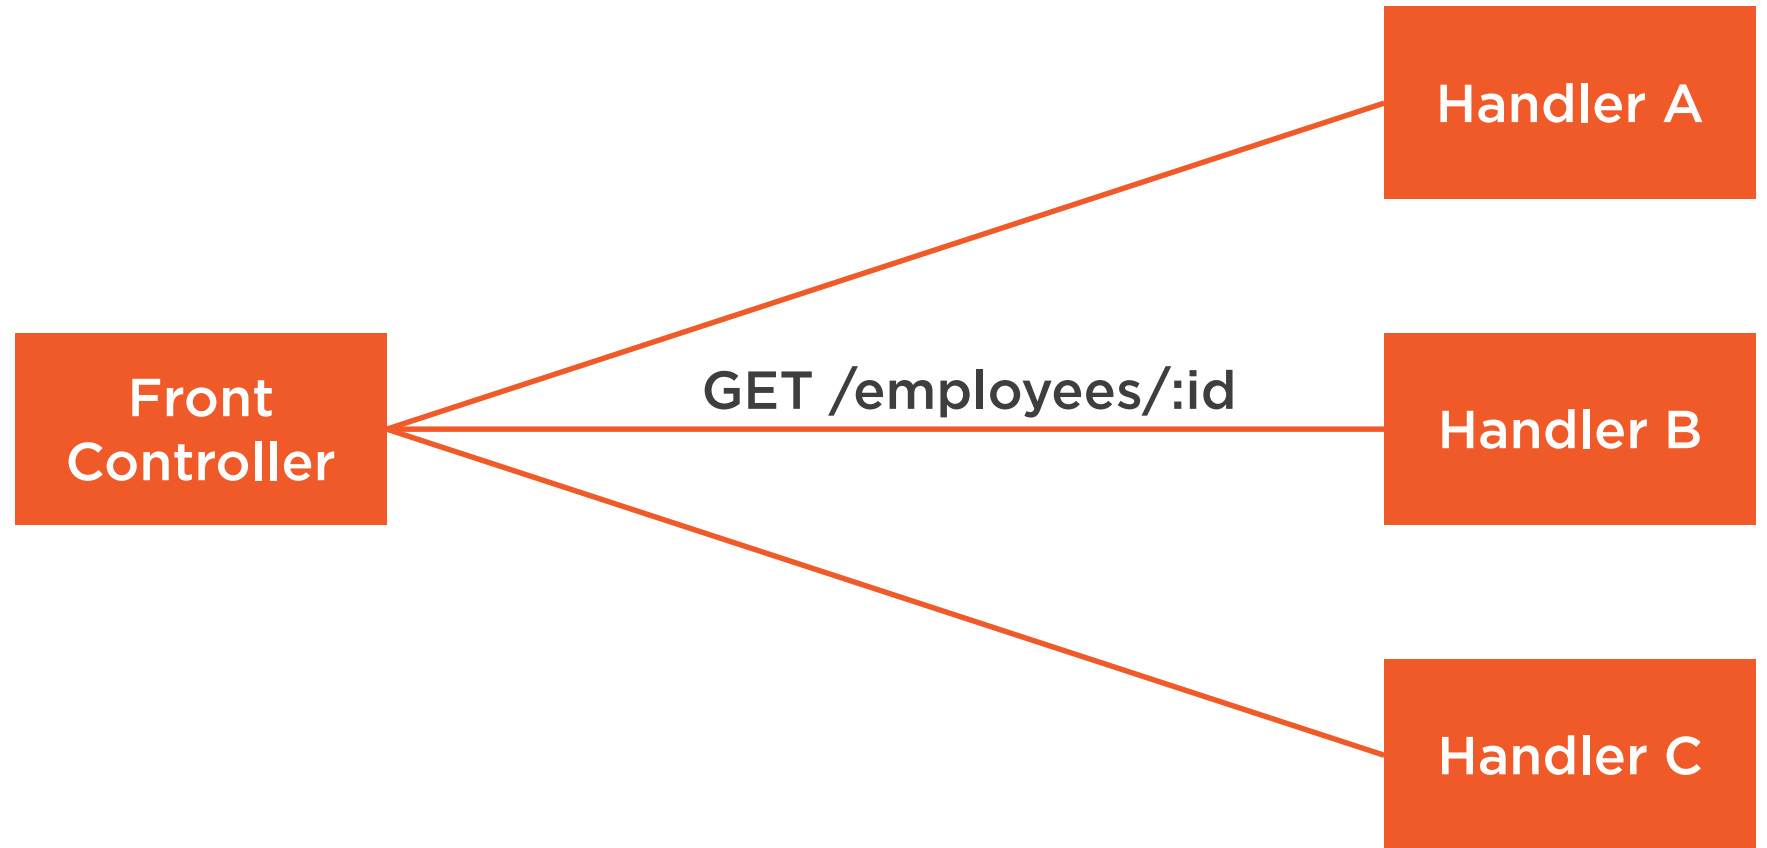 Handler A
Front
Controller
GET /employees/:id
Handler B
Handler C